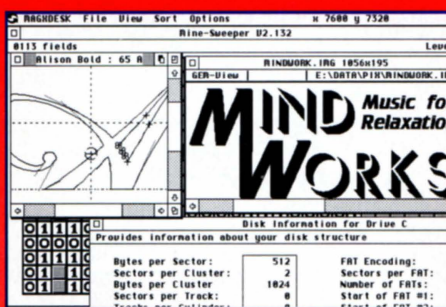 MAGXDESK File View Sort Options x 7600 y 7320
Mine-Sweeper V2.132
0113 fields Leve
Alison Bold : 65 A
MINDWORK.IMG 1056x195
GEM-View E:\DATA\PIX\MINDWORK.I
MIND Music fo
Relaxatio
WORKS
Disk Information for Drive C
Provides information about your disk structure
Bytes per Sector: 512 FAT Encoding:
Sectors per Cluster: 2 Sectors per FAT:
Bytes per Cluster 1024 Number of FATs:
Sectors per Track: 0 Start of FAT #1: